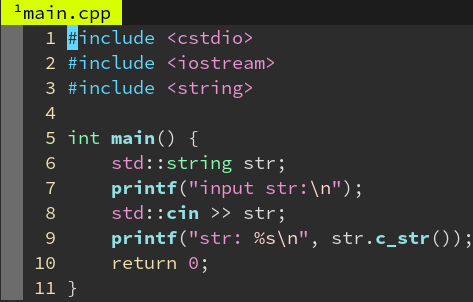 ¹main.cpp
1 #include <cstdio>
2 #include <iostream>
3 #include <string>
4
5 int main() {
6     std::string str;
7     printf("input str:\n");
8     std::cin >> str;
9     printf("str: %s\n", str.c_str());
10     return 0;
11 }